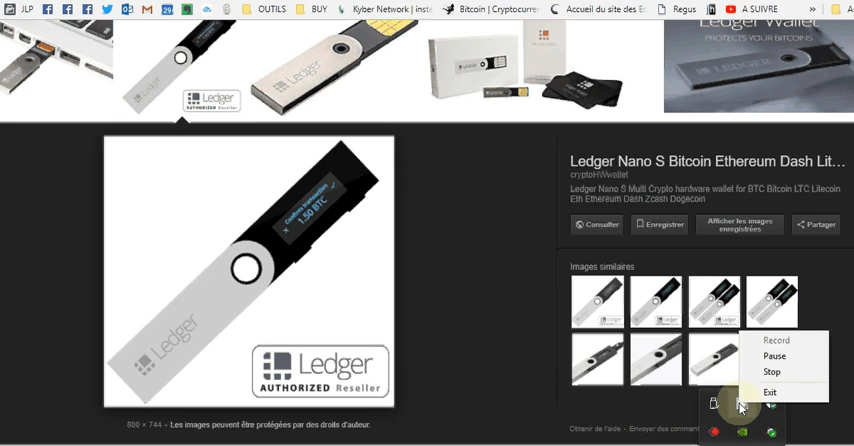 JLP
OUTILS
BUY
Kyber Network | insta
Bitcoin | Cryptocurre
Accueil du site des Ec
Regus
A SUIVRE
»
Ledger
AUTHORIZED Reseller
Ledger
Ledger Wallet
PROTECTS YOUR BITCOINS
Confirm transaction
1.50 BTC
Ledger
Ledger
AUTHORIZED Reseller
800 × 744 - Les images peuvent être protégées par des droits d'auteur.
Ledger Nano S Bitcoin Ethereum Dash Lit...
cryptoHWwallet
Ledger Nano S Multi Crypto hardware wallet for BTC Bitcoin LTC Litecoin
Eth Ethereum Dash Zcash Dogecoin
Consulter
Enregistrer
Afficher les images
enregistrées
Partager
Images similaires
Record
Pause
Stop
Exit
Obtenir de l'aide - Envoyer des comment